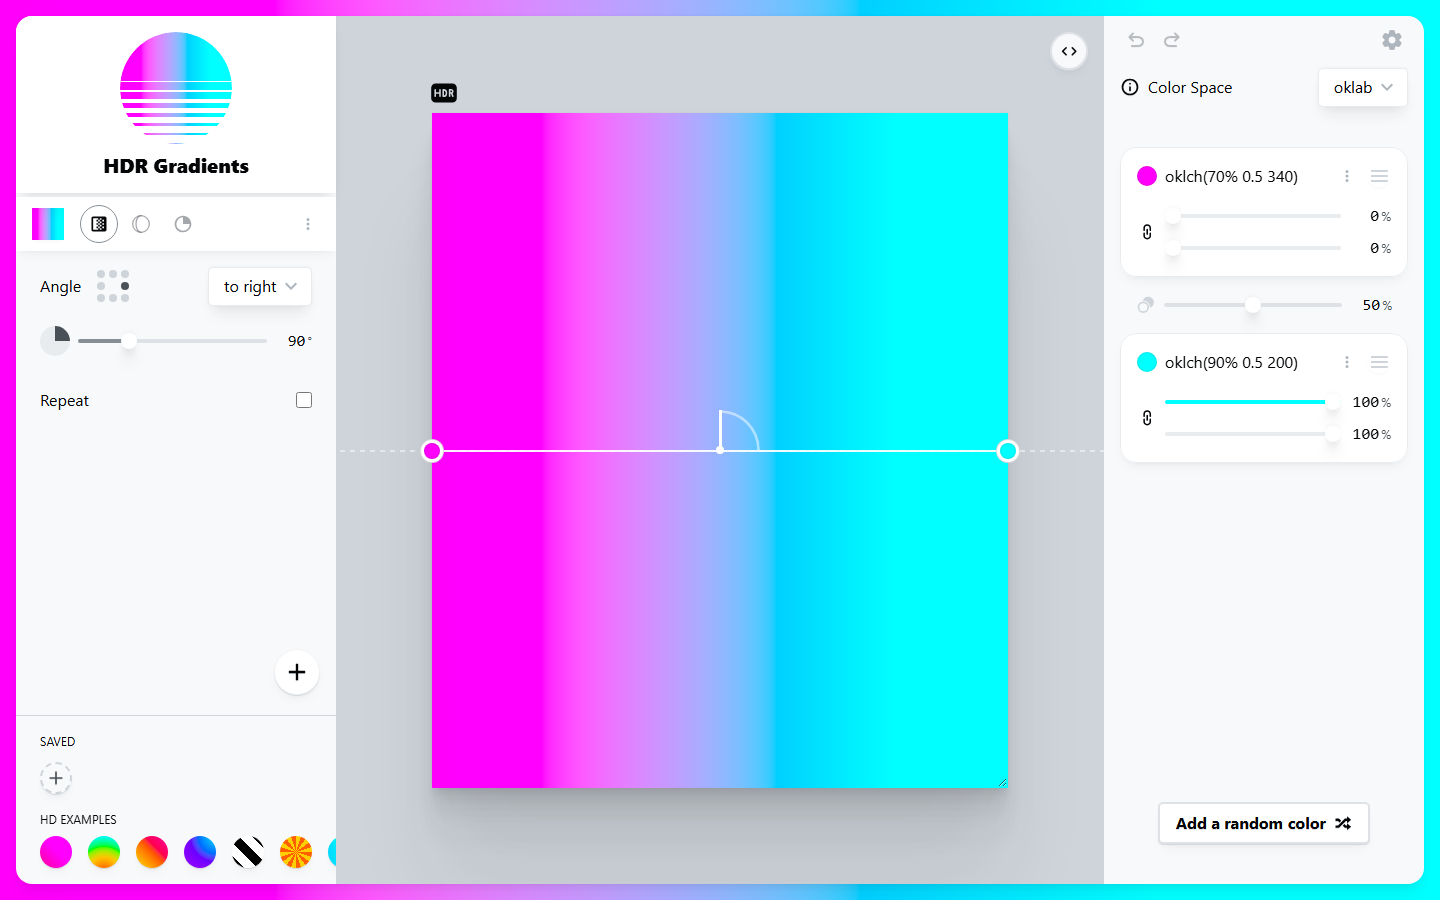 HDR Gradients
Angle
to right
90°
Repeat
SAVED
HD EXAMPLES
HDR
Color Space
oklab
oklch(70% 0.5 340)
0%
0%
50%
oklch(90% 0.5 200)
100%
100%
Add a random color